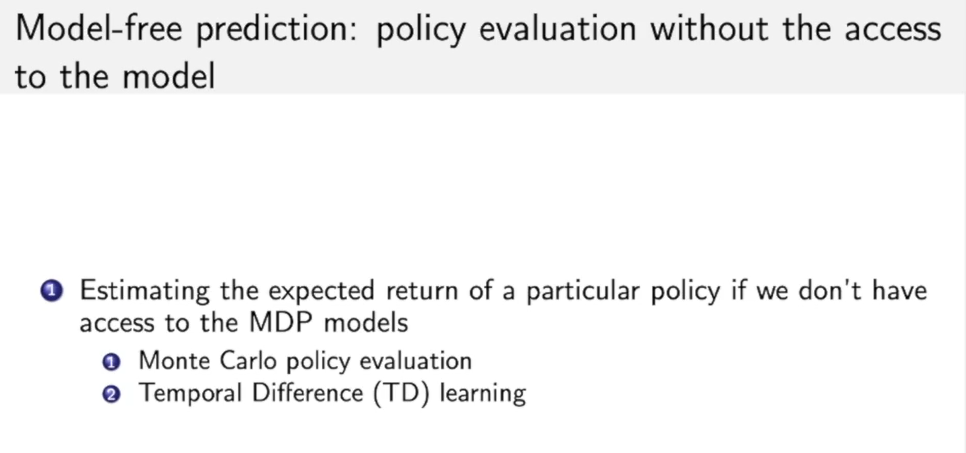 Model-free prediction: policy evaluation without the access
to the model
1 Estimating the expected return of a particular policy if we don't have
access to the MDP models
1 Monte Carlo policy evaluation
2 Temporal Difference (TD) learning